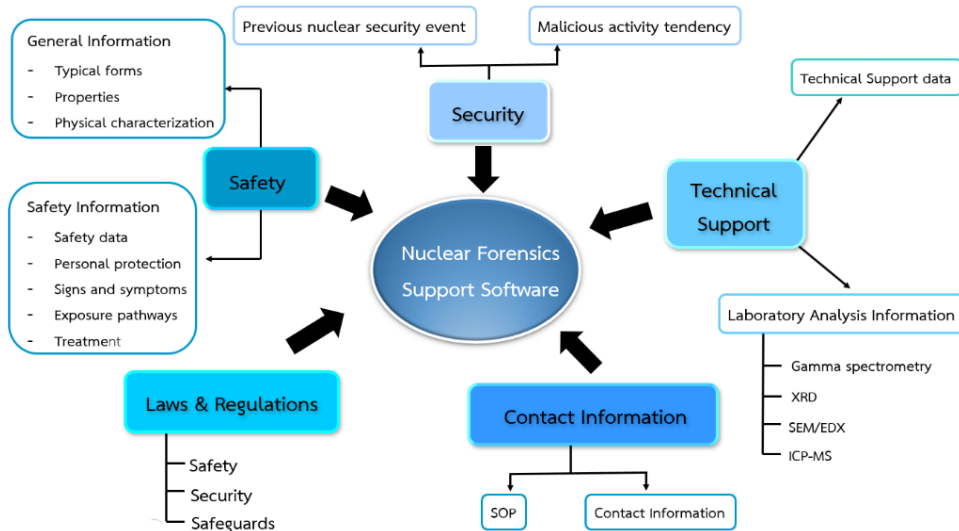 Previous nuclear security event
Malicious activity tendency
General Information
- Typical forms
- Properties
- Physical characterization
Technical Support data
Security
Safety
Technical
Support
Safety Information
- Safety data
- Personal protection
- Signs and symptoms
- Exposure pathways
- Treatment
Nuclear Forensics
Support Software
Laboratory Analysis Information
Gamma spectrometry
XRD
SEM/EDX
ICP-MS
Laws & Regulations
Safety
Security
Safeguards
Contact Information
SOP
Contact Information